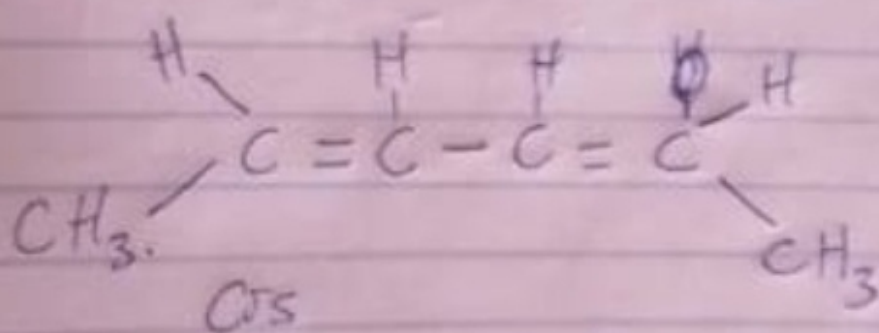 H H H H
C = C - C = C
CH₃. CH₃
Cis